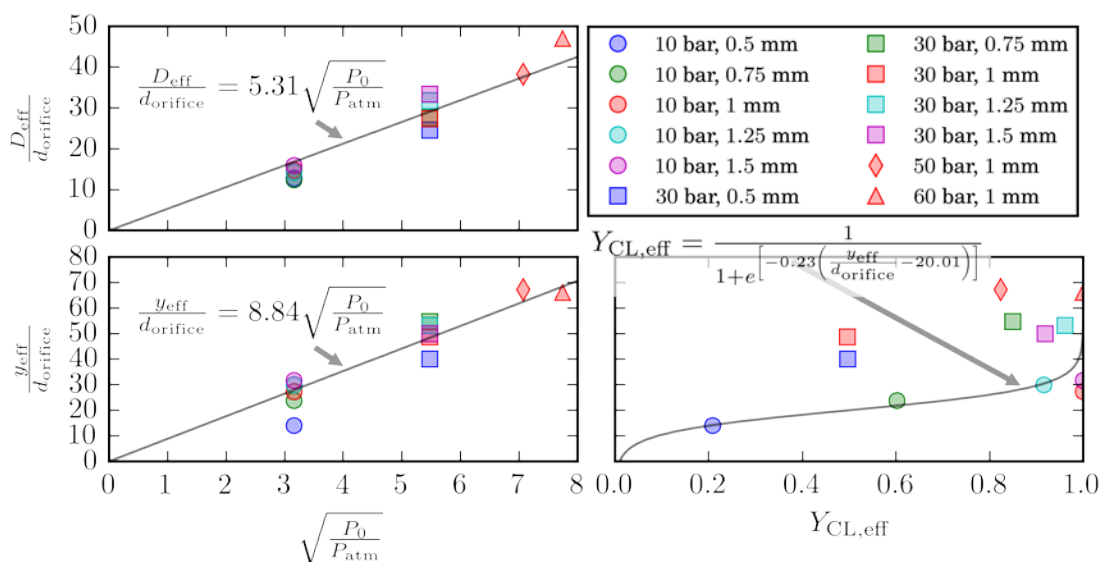 50
40
30
20
10
0
D_eff / d_orifice
D_eff / d_orifice = 5.31 √(P_0 / P_atm)
10 bar, 0.5 mm
10 bar, 0.75 mm
10 bar, 1 mm
10 bar, 1.25 mm
10 bar, 1.5 mm
30 bar, 0.5 mm
30 bar, 0.75 mm
30 bar, 1 mm
30 bar, 1.25 mm
30 bar, 1.5 mm
50 bar, 1 mm
60 bar, 1 mm
80
70
60
50
40
30
20
10
0
y_eff / d_orifice
y_eff / d_orifice = 8.84 √(P_0 / P_atm)
0 1 2 3 4 5 6 7 8
√(P_0 / P_atm)
Y_CL,eff = 1 / (1+e^[−0.23(y_eff / d_orifice −20.01)])
0.0 0.2 0.4 0.6 0.8 1.0
Y_CL,eff